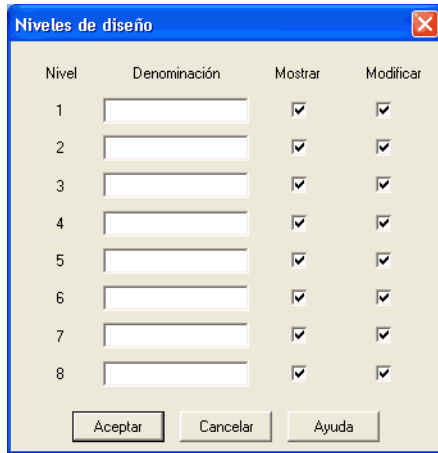 Niveles de diseño
Nivel Denominación Mostrar Modificar
1
2
3
4
5
6
7
8
Aceptar Cancelar Ayuda